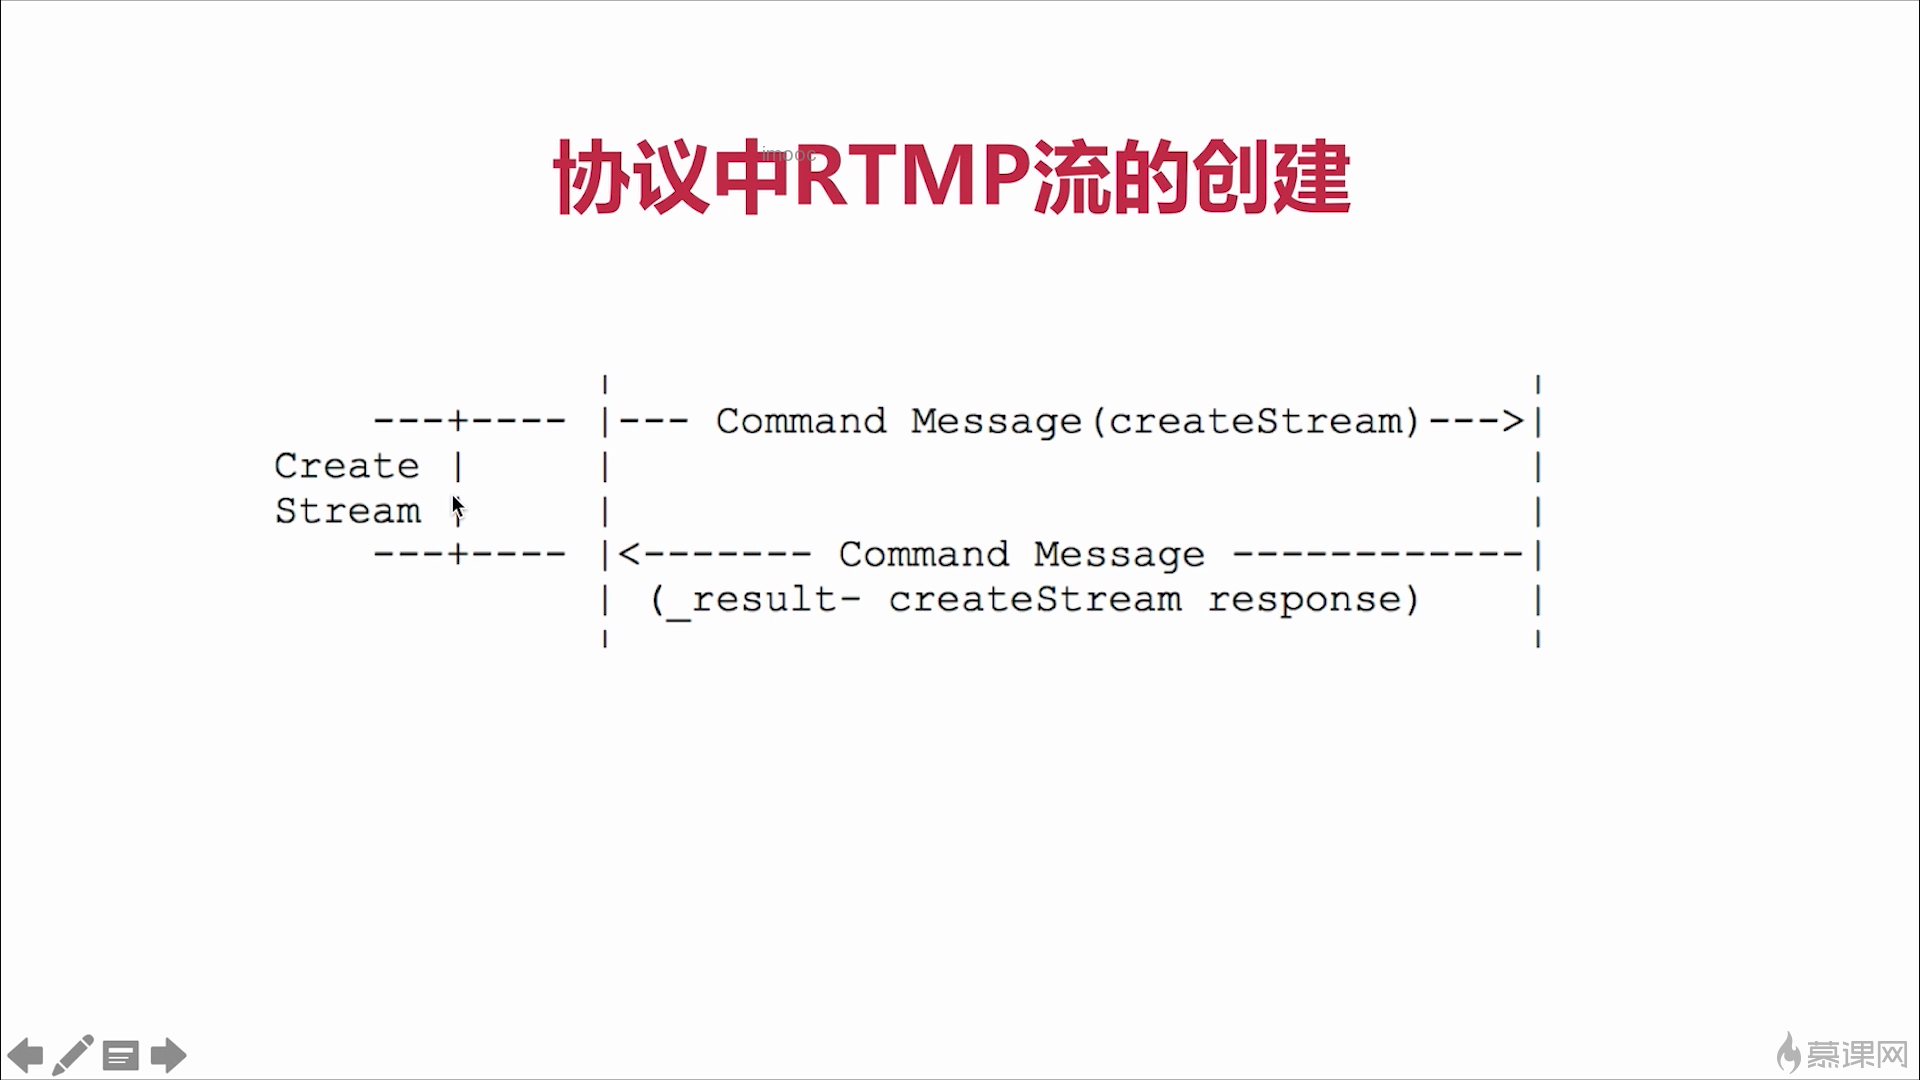 协议中RTMP流的创建
imooc
---+---- |--- Command Message(createStream)--->|
Create | | |
Stream | | |
---+---- |<------- Command Message ------------|
| (_result- createStream response) |
慕课网